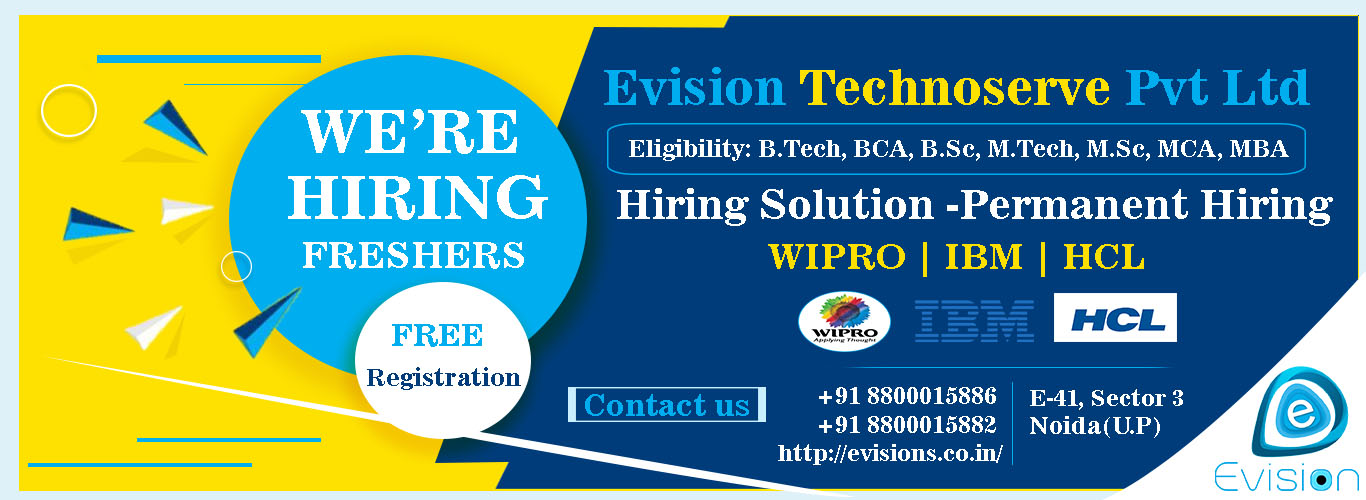 WE'RE
HIRING
FRESHERS
FREE
Registration
Evision Technoserve Pvt Ltd
Eligibility: B.Tech, BCA, B.Sc, M.Tech, M.Sc, MCA, MBA
Hiring Solution -Permanent Hiring
WIPRO | IBM | HCL
WIPRO
Applying Thought
IBM
HCL
Contact us
+91 8800015886
+91 8800015882
http://evisions.co.in/
E-41, Sector 3
Noida(U.P)
e
Evision